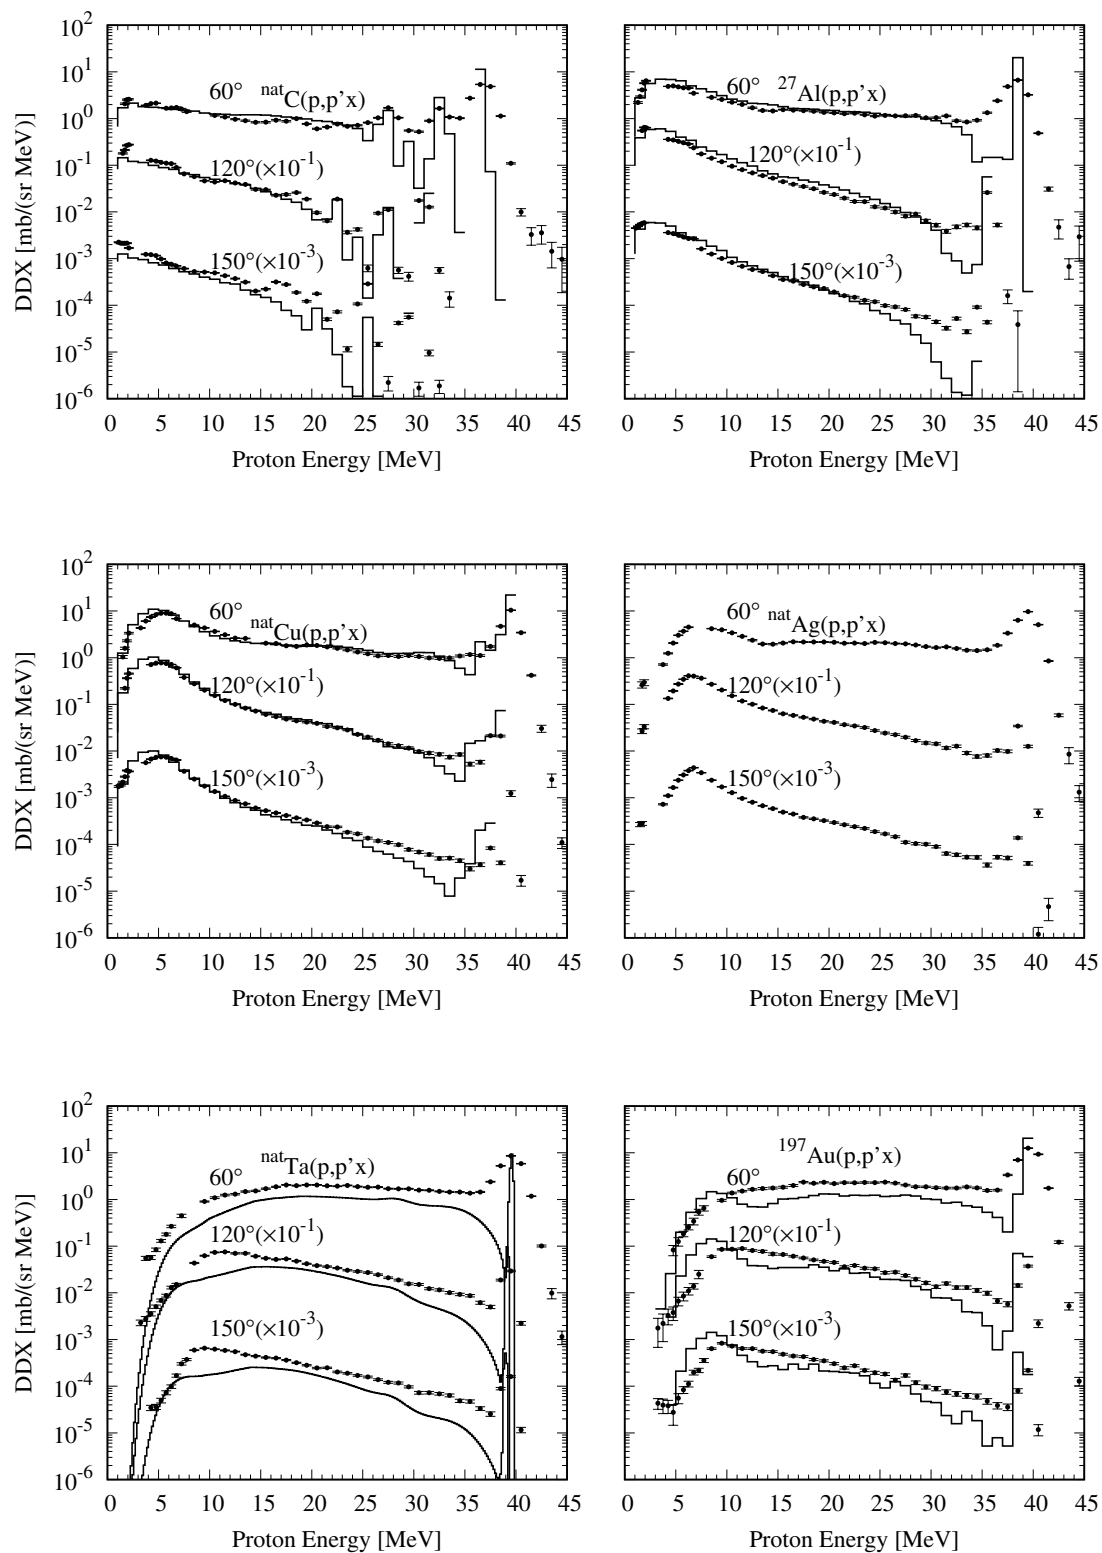 10^2
10^1
10^0
10^-1
10^-2
10^-3
10^-4
10^-5
10^-6
DDX [mb/(sr MeV)]
60° natC(p,p'x)
120°(×10^-1)
150°(×10^-3)
0 5 10 15 20 25 30 35 40 45
Proton Energy [MeV]
60° 27Al(p,p'x)
120°(×10^-1)
150°(×10^-3)
0 5 10 15 20 25 30 35 40 45
Proton Energy [MeV]
10^2
10^1
10^0
10^-1
10^-2
10^-3
10^-4
10^-5
10^-6
DDX [mb/(sr MeV)]
60° natCu(p,p'x)
120°(×10^-1)
150°(×10^-3)
0 5 10 15 20 25 30 35 40 45
Proton Energy [MeV]
60° natAg(p,p'x)
120°(×10^-1)
150°(×10^-3)
0 5 10 15 20 25 30 35 40 45
Proton Energy [MeV]
10^2
10^1
10^0
10^-1
10^-2
10^-3
10^-4
10^-5
10^-6
DDX [mb/(sr MeV)]
60° natTa(p,p'x)
120°(×10^-1)
150°(×10^-3)
0 5 10 15 20 25 30 35 40 45
Proton Energy [MeV]
60° 197Au(p,p'x)
120°(×10^-1)
150°(×10^-3)
0 5 10 15 20 25 30 35 40 45
Proton Energy [MeV]